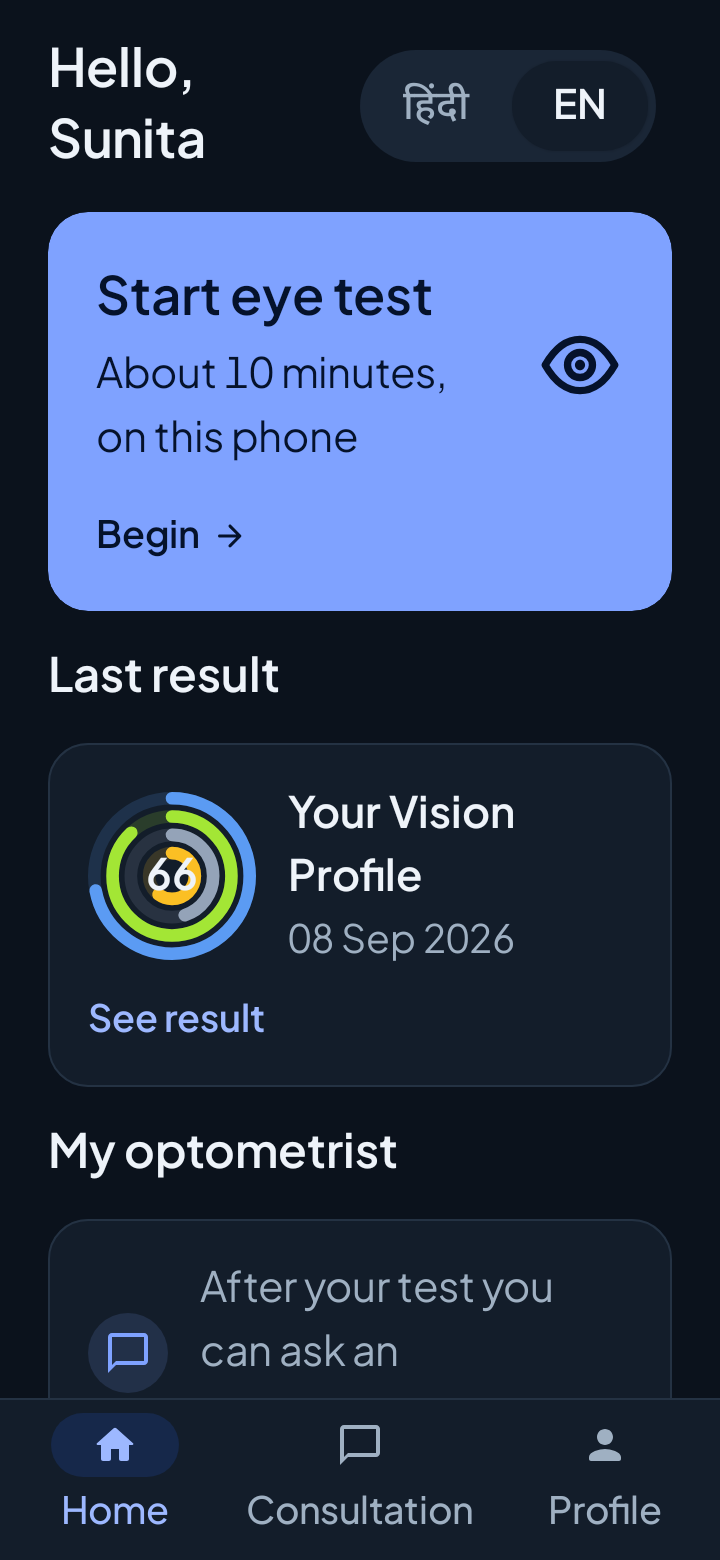 Hello,
Sunita
हिंदी
EN
Start eye test
About 10 minutes,
on this phone
Begin →
Last result
66
Your Vision
Profile
08 Sep 2026
See result
My optometrist
After your test you
can ask an
Home
Consultation
Profile